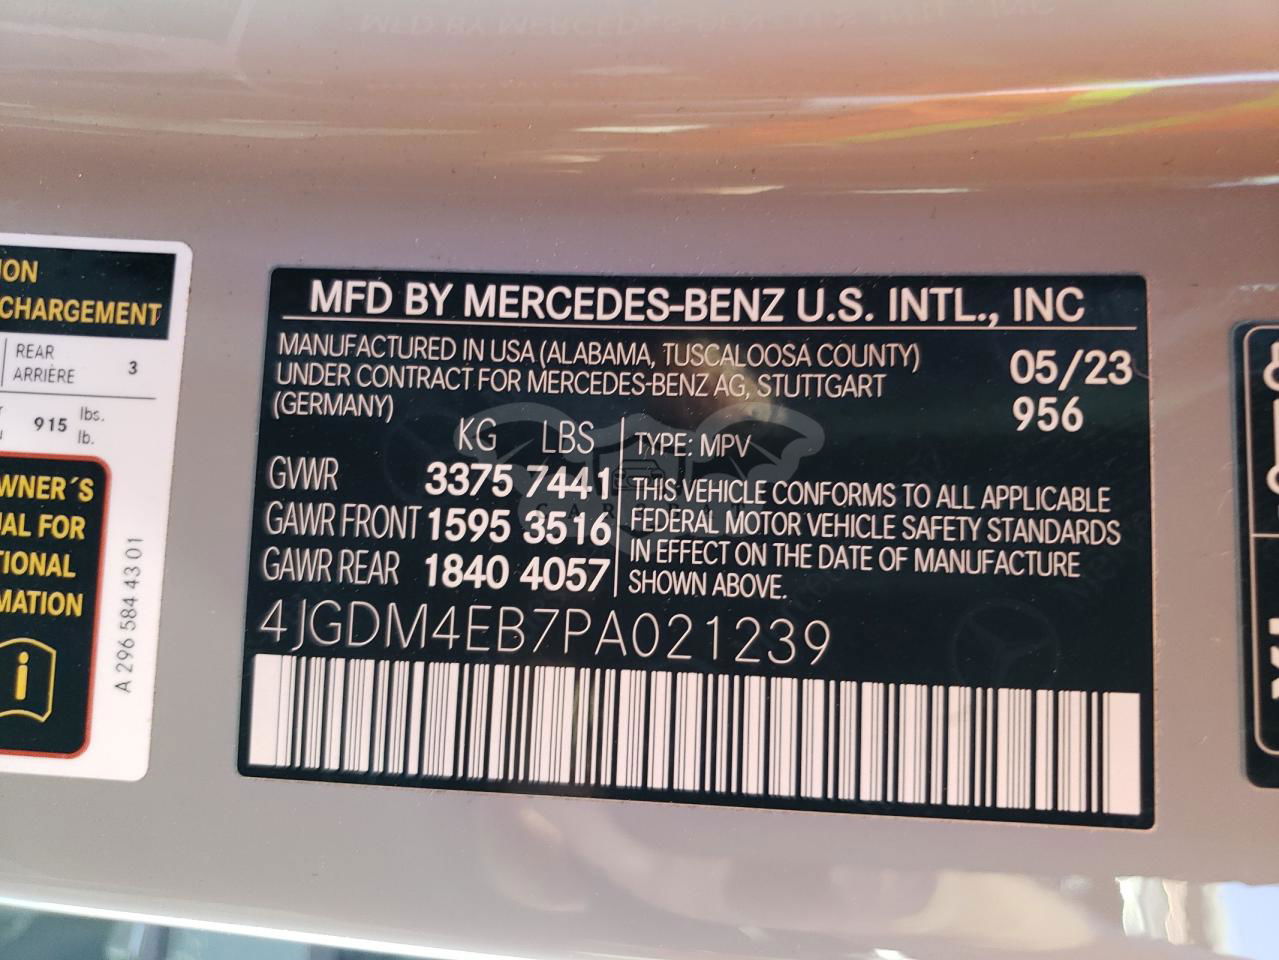 ION
CHARGEMENT
REAR
ARRIÈRE 3
915 lbs.
lb.
WNER´S
AL FOR
TIONAL
MATION
A 296 584 43 01
MFD BY MERCEDES-BENZ U.S. INTL., INC
MANUFACTURED IN USA (ALABAMA, TUSCALOOSA COUNTY)
UNDER CONTRACT FOR MERCEDES-BENZ AG, STUTTGART
(GERMANY)
05/23
956
KG LBS
GVWR 3375 7441
GAWR FRONT 1595 3516
GAWR REAR 1840 4057
TYPE: MPV
THIS VEHICLE CONFORMS TO ALL APPLICABLE
FEDERAL MOTOR VEHICLE SAFETY STANDARDS
IN EFFECT ON THE DATE OF MANUFACTURE
SHOWN ABOVE.
4JGDM4EB7PA021239